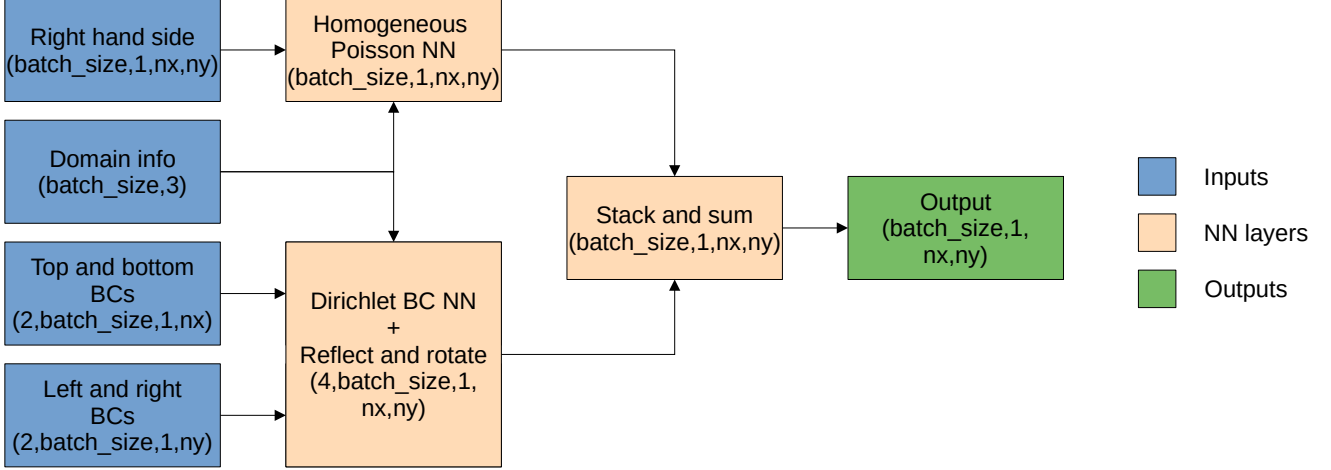 Right hand side
(batch_size,1,nx,ny)
Homogeneous
Poisson NN
(batch_size,1,nx,ny)
Domain info
(batch_size,3)
Top and bottom
BCs
(2,batch_size,1,nx)
Left and right
BCs
(2,batch_size,1,ny)
Dirichlet BC NN
+
Reflect and rotate
(4,batch_size,1,
nx,ny)
Stack and sum
(batch_size,1,nx,ny)
Output
(batch_size,1,
nx,ny)
Inputs
NN layers
Outputs